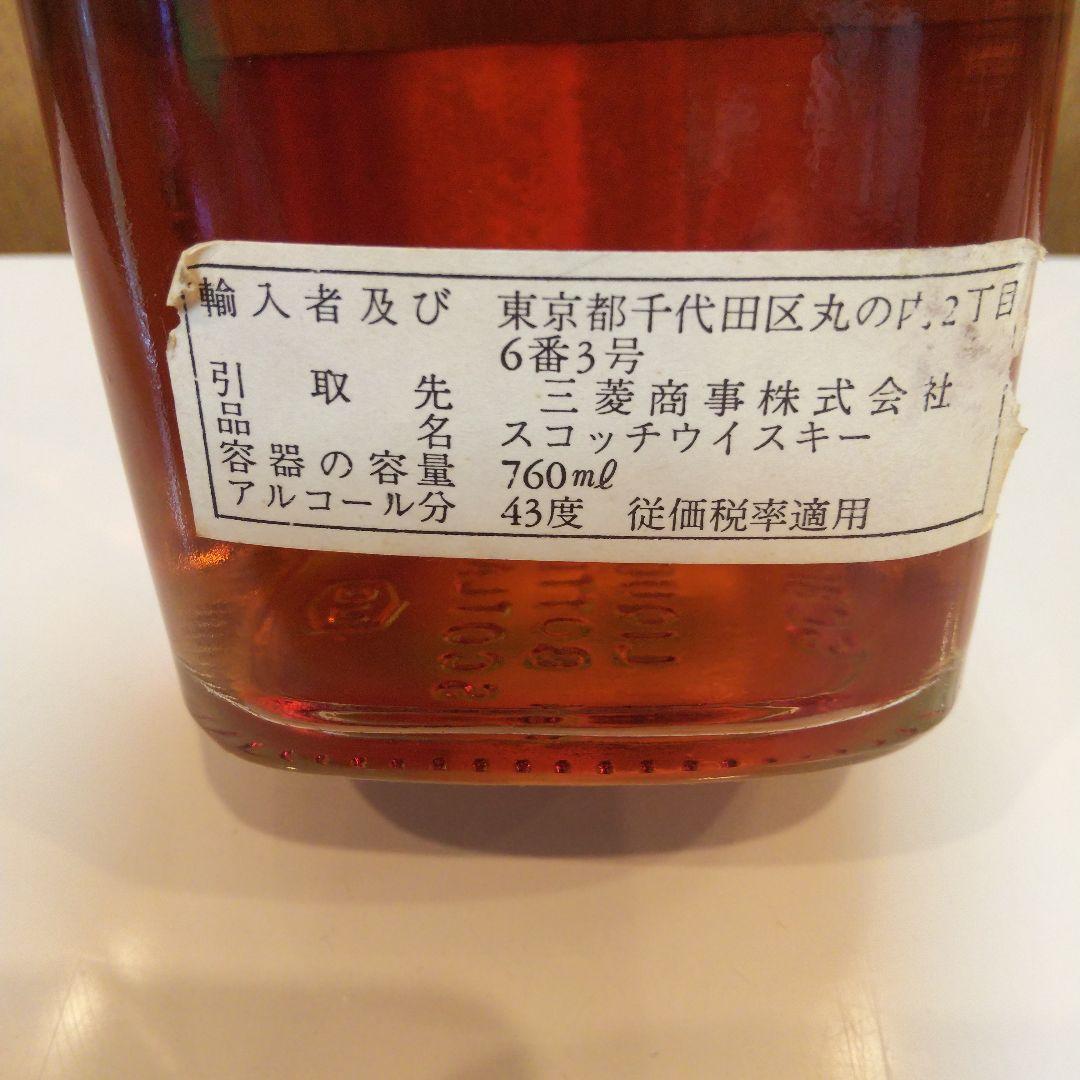 輸入者及び 東京都千代田区丸の内2丁目
6番3号
引取先 三菱商事株式会社
品名 スコッチウイスキー
容器の容量 760mℓ
アルコール分 43度 従価税率適用